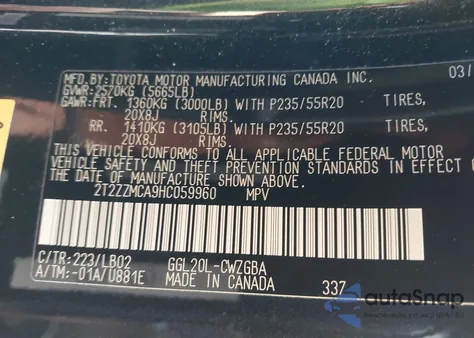 MFD. BY: TOYOTA MOTOR MANUFACTURING CANADA INC. 03/
GVWR: 2570KG (5665LB)
GAWR: FRT. 1360KG (3000LB) WITH P235/55R20 TIRES,
20X8J RIMS.
RR. 1410KG (3105LB) WITH P235/55R20 TIRES,
20X8J RIMS.
THIS VEHICLE CONFORMS TO ALL APPLICABLE FEDERAL MOTOR
VEHICLE SAFETY AND THEFT PREVENTION STANDARDS IN EFFECT
THE DATE OF MANUFACTURE SHOWN ABOVE.
2T2ZZMCA9HC059960 MPV
C/TR: 223/LB02 GGL20L-CWZGBA
A/TM: -01A/U881E MADE IN CANADA 337
autoSnap